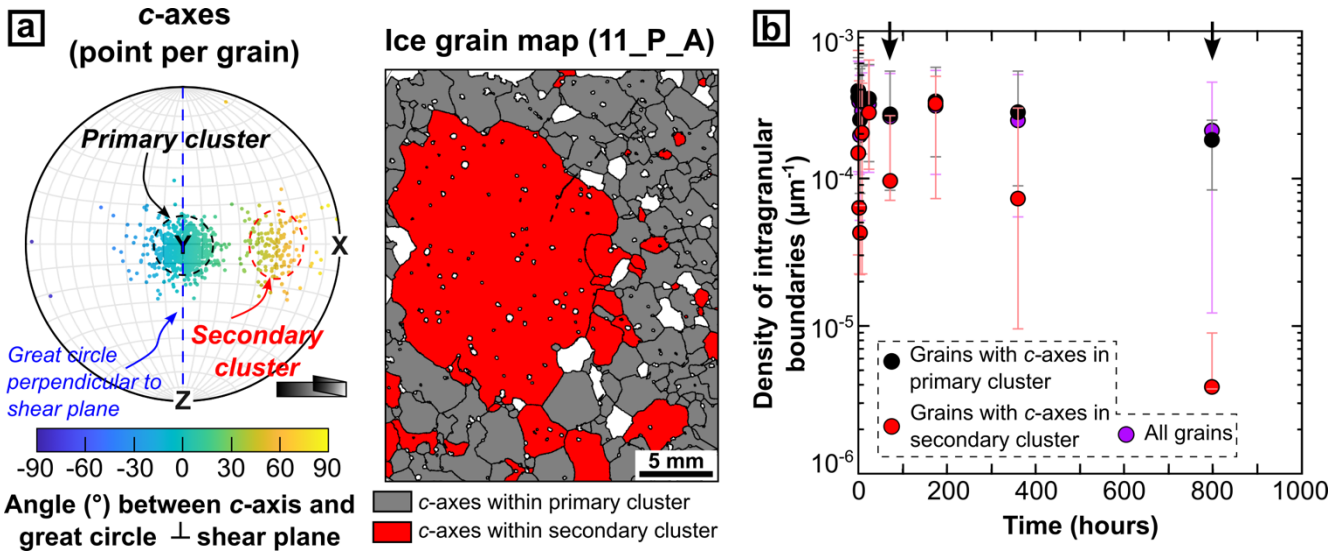 a
c-axes
(point per grain)
Primary cluster
Y
X
Secondary
cluster
Great circle
perpendicular to
shear plane
Z
-90 -60 -30 0 30 60 90
Angle (°) between c-axis and
great circle ⊥ shear plane
Ice grain map (11_P_A)
5 mm
c-axes within primary cluster
c-axes within secondary cluster
b
10⁻³
10⁻⁴
10⁻⁵
10⁻⁶
Density of intragranular
boundaries (µm⁻¹)
Grains with c-axes in
primary cluster
Grains with c-axes in
secondary cluster
All grains
0 200 400 600 800 1000
Time (hours)